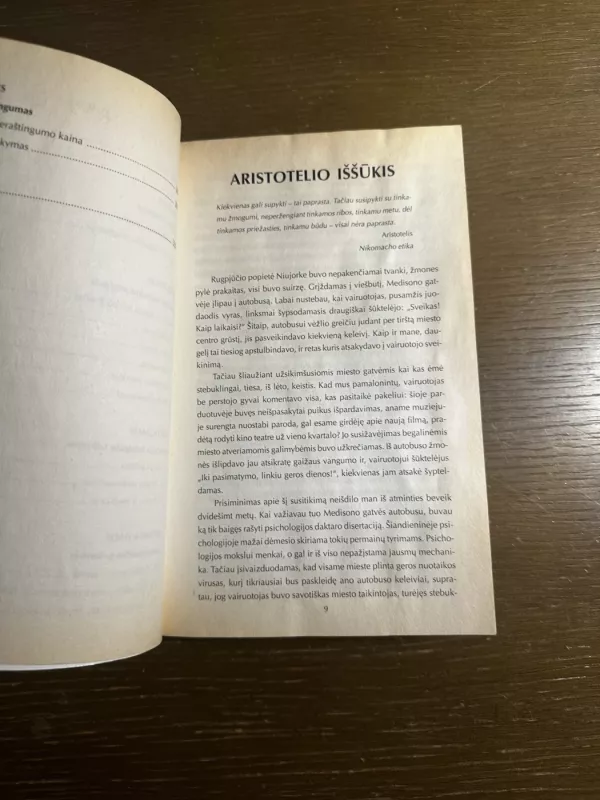 S
ngumas
eraštingumo kaina
kymas
ARISTOTELIO IŠŠŪKIS
Kiekvienas gali supykti – tai paprasta. Tačiau susipykti su tinka-
mu žmogumi, neperžengiant tinkamos ribos, tinkamu metu, dėl
tinkamos priežasties, tinkamu būdu – visai nėra paprasta.
Aristotelis
Nikomacho etika
Rugpjūčio popietė Niujorke buvo nepakenčiamai tvanki, žmones
pylė prakaitas, visi buvo suirzę. Grįždamas į viešbutį, Medisono gat-
vėje įlipau į autobusą. Labai nustebau, kai vairuotojas, pusamžis juo-
daodis vyras, linksmai šypsodamasis draugiškai šūktelėjo: „Sveikas!
Kaip laikaisi?“ Šitaip, autobusui vėžlio greičiu judant per tirštą miesto
centro grūstį, jis pasveikindavo kiekvieną keleivį. Kaip ir mane, dau-
gelį tai tiesiog apstulbindavo, ir retas kuris atsakydavo į vairuotojo svei-
kinimą.
Tačiau šliaužiant užsikimšusiomis miesto gatvėmis kai kas ėmė
stebuklingai, tiesa, iš lėto, keistis. Kad mus pamalonintų, vairuotojas
be perstojo gyvai komentavo visa, kas pasitaikė pakeliui: šioje par-
duotuvėje buvęs neišpasakytai puikus išpardavimas, aname muzieju-
je surengta nuostabi paroda, gal esame girdėję apie naują filmą, pra-
dėtą rodyti kino teatre už vieno kvartalo? Jo susižavėjimas begalinėmis
miesto atveriamomis galimybėmis buvo užkrečiamas. Iš autobuso žmo-
nės išlipdavo jau atsikratę gaižaus vangumo ir, vairuotojui šūktelėjus
„Iki pasimatymo, linkiu geros dienos!“, kiekvienas jam atsakė šyptel-
damas.
Prisiminimas apie šį susitikimą neišdilo man iš atminties beveik
dvidešimt metų. Kai važiavau tuo Medisono gatvės autobusu, buvau
ką tik baigęs rašyti psichologijos daktaro disertaciją. Šiandieninėje psi-
chologijoje mažai dėmesio skiriama tokių permainų tyrimams. Psicho-
logijos mokslui menkai, o gal ir iš viso nepažįstama jausmų mechani-
ka. Tačiau įsivaizduodamas, kad visame mieste plinta geros nuotaikos
virusas, kurį tikriausiai bus paskleidę ano autobuso keleiviai, supra-
tau, jog vairuotojas buvo savotiškas miesto taikintojas, turėjęs stebuk-
9